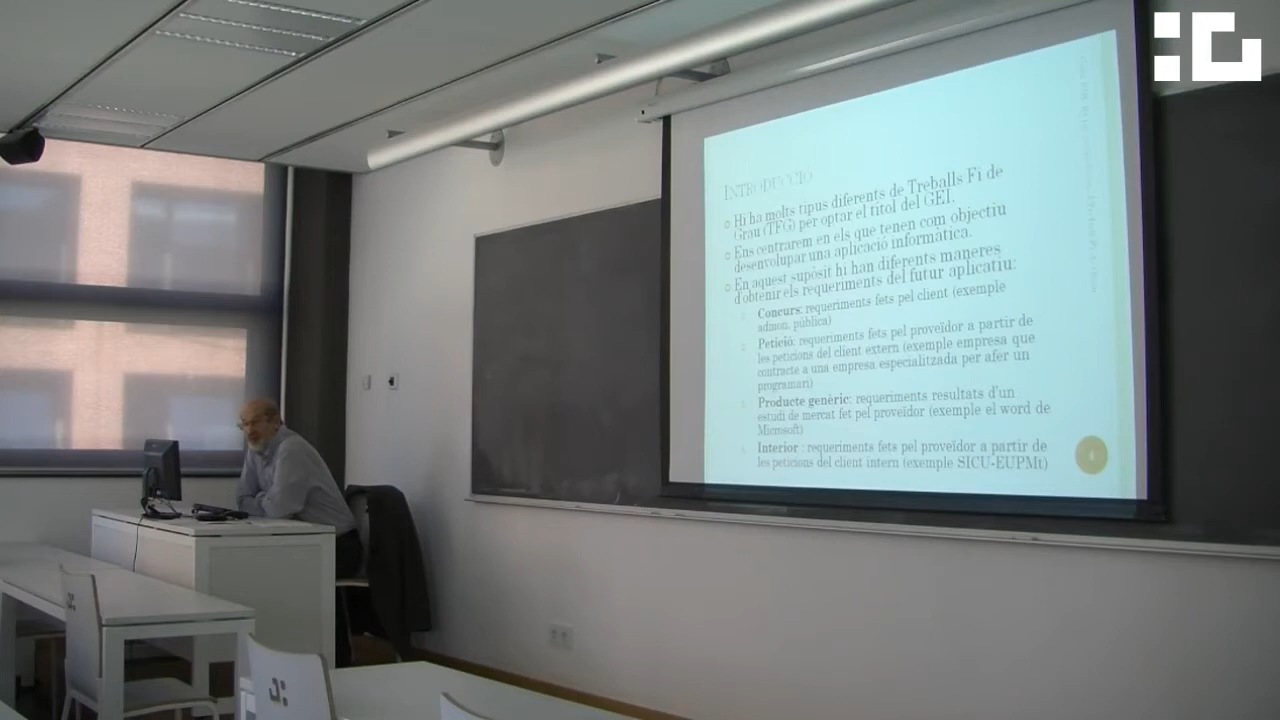 INTRODUCCIÓ
Hi ha molts tipus diferents de Treballs Fi de
Grau (TFG) per optar el títol del GEI.
Ens centrarem en els que tenen com objectiu
desenvolupar una aplicació informàtica.
En aquest supòsit hi han diferents maneres
d'obtenir els requeriments del futur aplicatiu:
Concurs: requeriments fets pel client (exemple
admon. pública)
Petició: requeriments fets pel proveïdor a partir de
les peticions del client extern (exemple empresa que
contracte a una empresa especialitzada per afer un
programari)
Producte genèric: requeriments resultats d'un
estudi de mercat fet pel proveïdor (exemple el word de
Microsoft)
Interior : requeriments fets pel proveïdor a partir de
les peticions del client intern (exemple SICU-EUPMt)